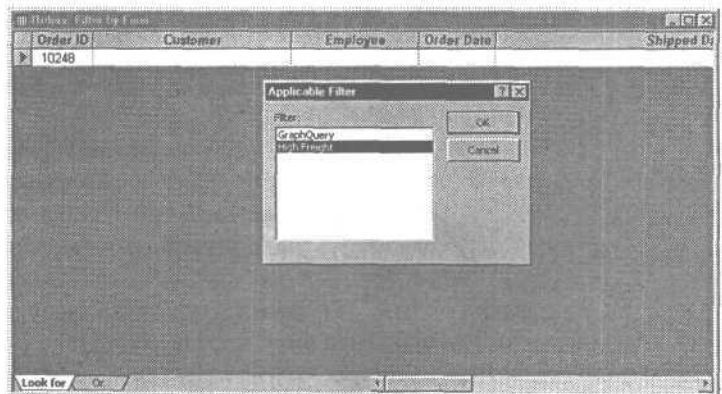 Orders: Filter by Form
Order ID Customer Employee Order Date Shipped Da
10248
Applicable Filter
Filter:
OK
GraphQuery
High Freight
Cancel
Look for Or